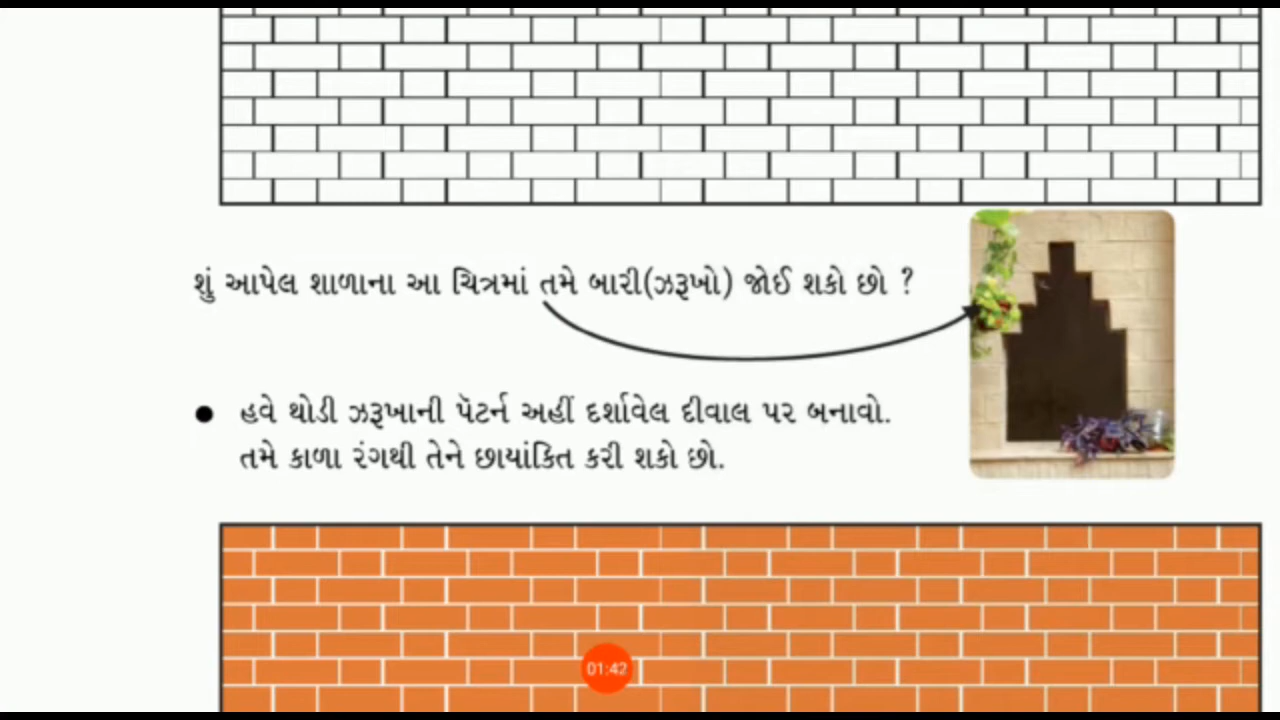 શું આપેલ શાળાના આ ચિત્રમાં તમે બારી(ઝરૂખો) જોઈ શકો છો ?
● હવે થોડી ઝરૂખાની પૅટર્ન અહીં દર્શાવેલ દીવાલ પર બનાવો.
તમે કાળા રંગથી તેને છાયાંકિત કરી શકો છો.
01:42